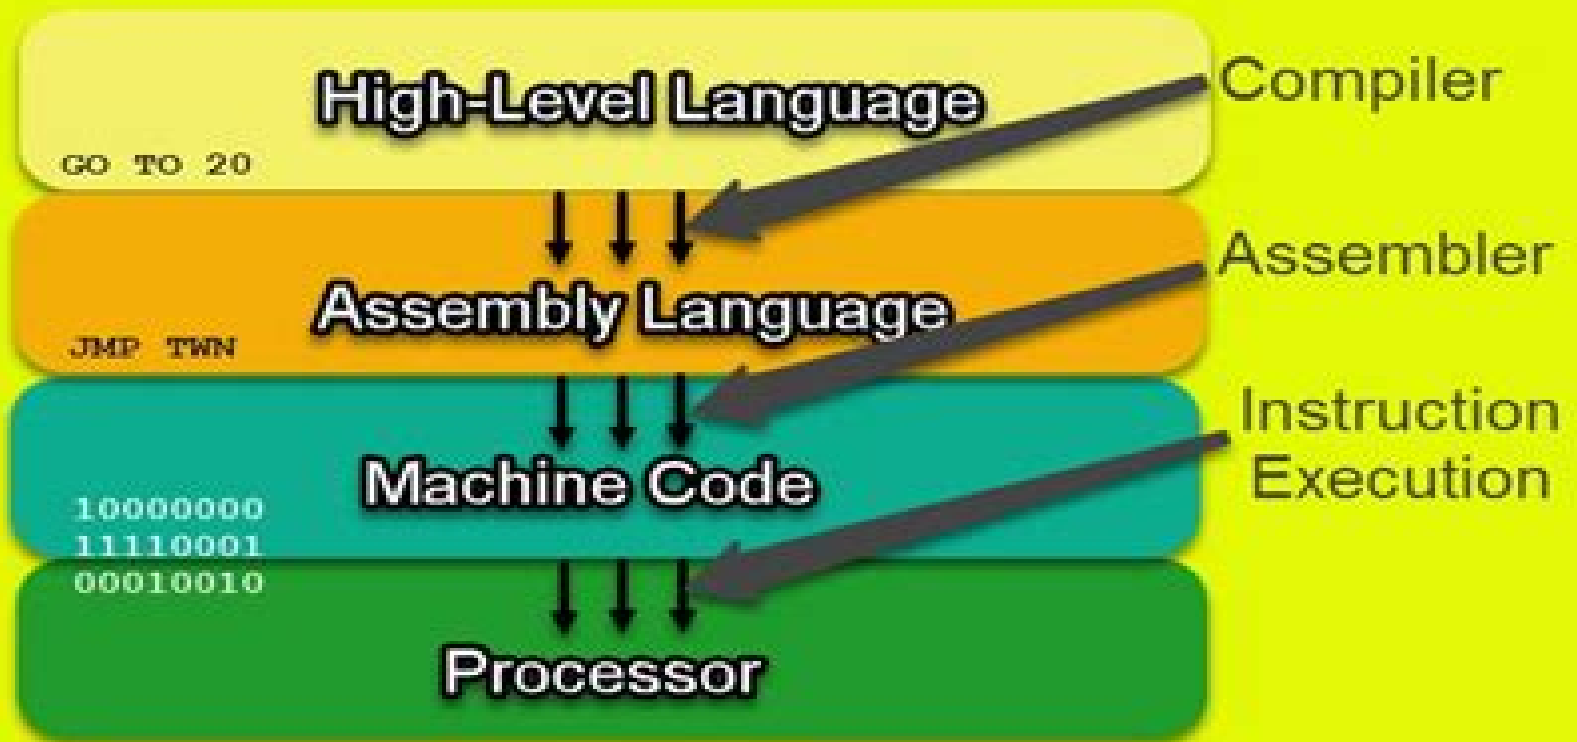 High-Level Language
Compiler
GO TO 20
Assembler
Assembly Language
JMP TWN
Instruction
Execution
Machine Code
10000000
11110001
00010010
Processor